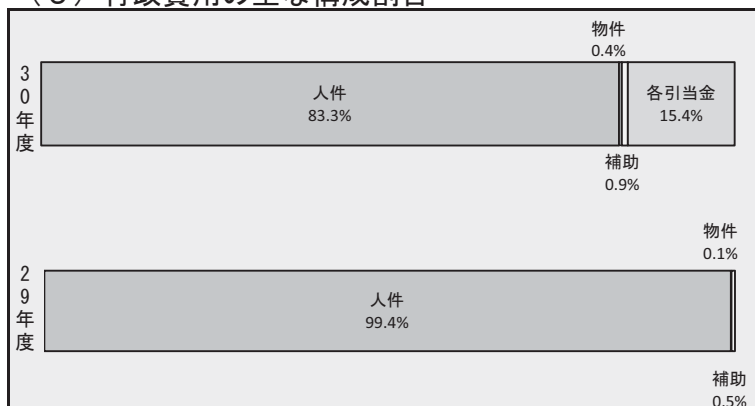 行政費用の主な構成割合
30年度
物件
0.4%
人件
83.3%
各引当金
15.4%
補助
0.9%
29年度
物件
0.1%
人件
99.4%
補助
0.5%